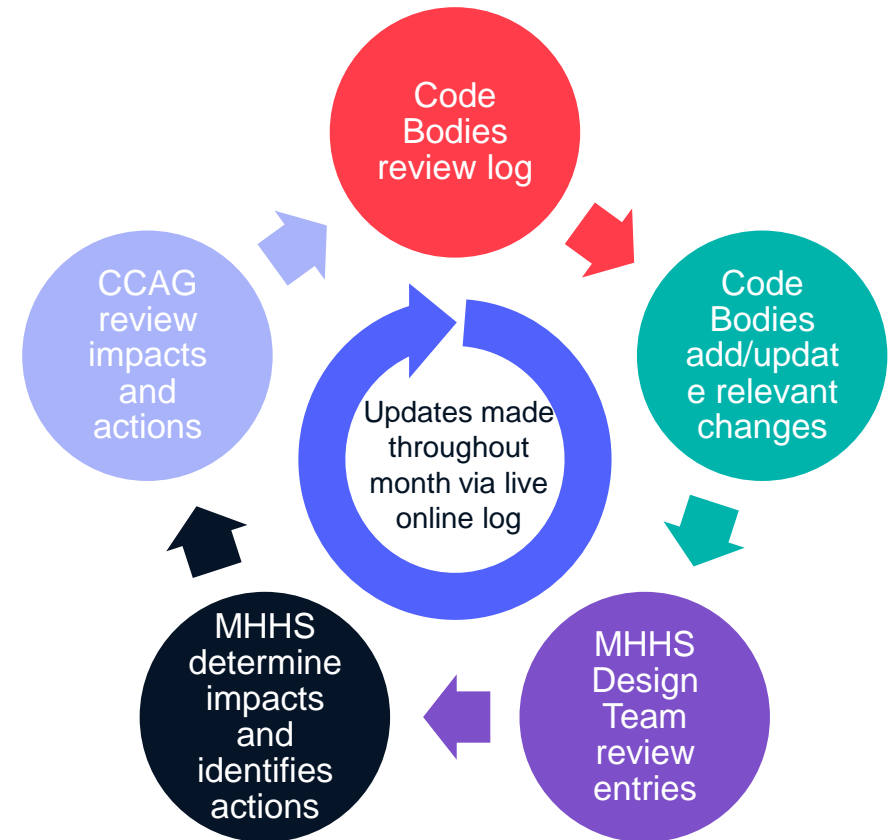 Code
Bodies
review log
Code
Bodies
add/updat
e relevant
changes
MHHS
Design
Team
review
entries
MHHS
determine
impacts
and
identifies
actions
CCAG
review
impacts
and
actions
Updates made
throughout
month via live
online log